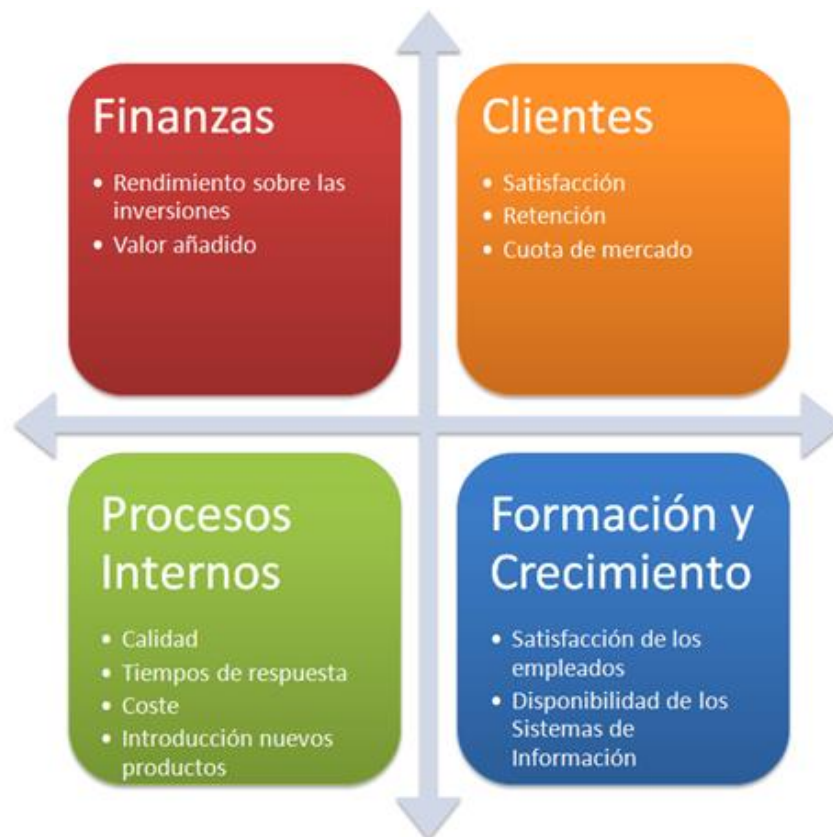 Finanzas
• Rendimiento sobre las
inversiones
• Valor añadido
Clientes
• Satisfacción
• Retención
• Cuota de mercado
Procesos
Internos
• Calidad
• Tiempos de respuesta
• Coste
• Introducción nuevos
productos
Formación y
Crecimiento
• Satisfacción de los
empleados
• Disponibilidad de los
Sistemas de
Información